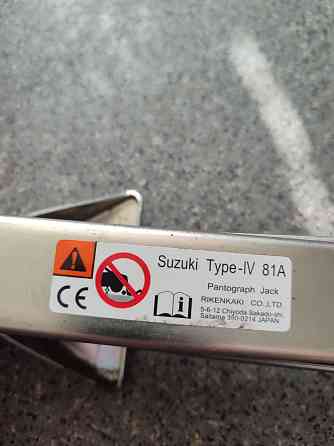 Suzuki Type-IV 81A
Pantograph Jack
RIKENKAKI CO.,LTD.
5-6-12 Chiyoda Sakado-shi,
Saitama 350-0214 JAPAN
CE